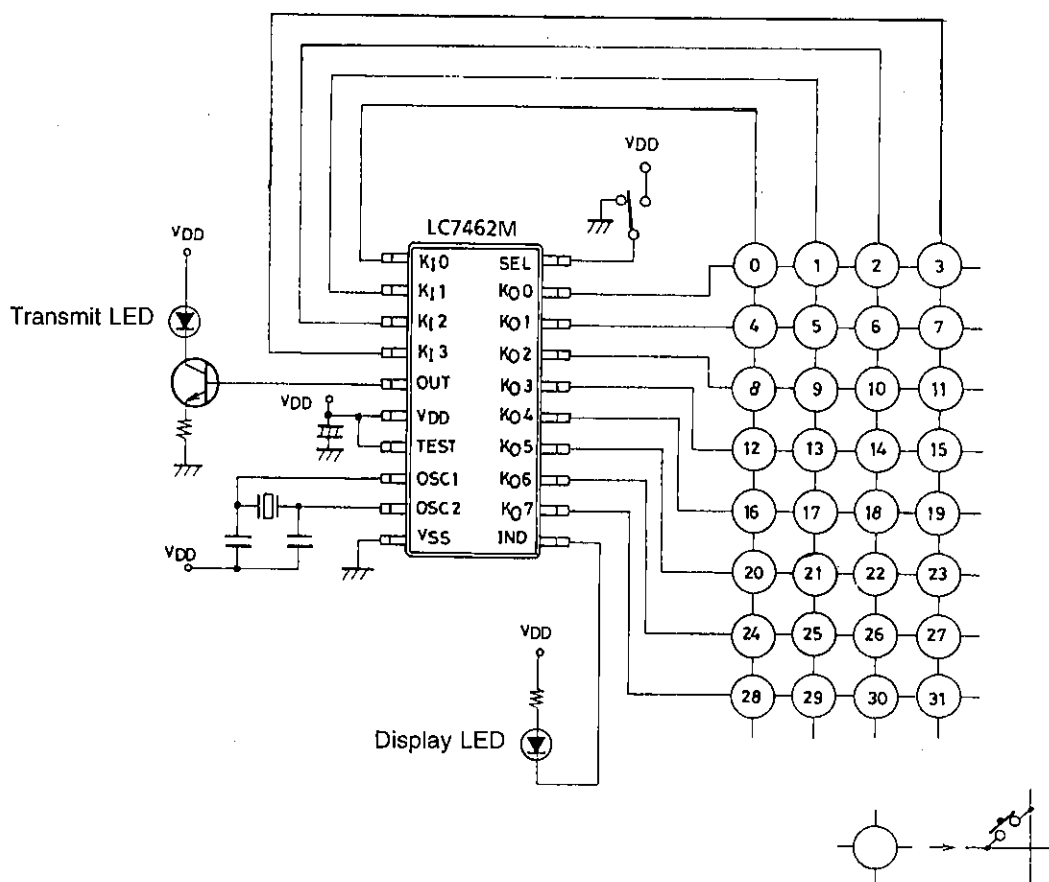 VDD
LC7462M
VDD
Transmit LED
KI0 SEL
KI1 KO0
KI2 KO1
KI3 KO2
OUT KO3
VDD
VDD KO4
TEST KO5
OSC1 KO6
OSC2 KO7
VSS IND
VDD
0 1 2 3
4 5 6 7
8 9 10 11
12 13 14 15
16 17 18 19
20 21 22 23
24 25 26 27
28 29 30 31
VDD
Display LED